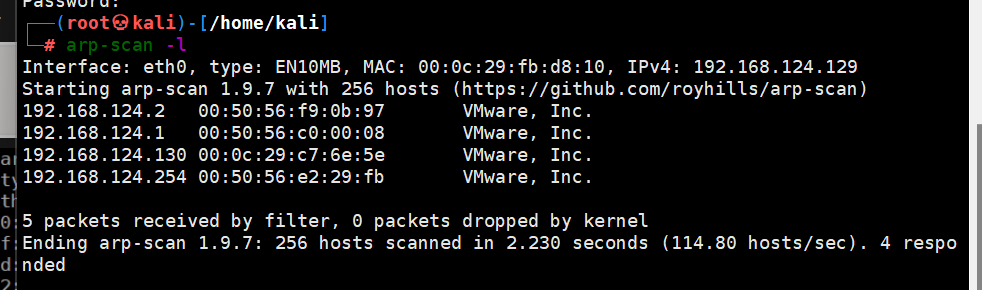 Password:
┌──(root💀kali)-[/home/kali]
└─# arp-scan -l
Interface: eth0, type: EN10MB, MAC: 00:0c:29:fb:d8:10, IPv4: 192.168.124.129
Starting arp-scan 1.9.7 with 256 hosts (https://github.com/royhills/arp-scan)
192.168.124.2   00:50:56:f9:0b:97       VMware, Inc.
192.168.124.1   00:50:56:c0:00:08       VMware, Inc.
192.168.124.130 00:0c:29:c7:6e:5e       VMware, Inc.
192.168.124.254 00:50:56:e2:29:fb       VMware, Inc.

5 packets received by filter, 0 packets dropped by kernel
Ending arp-scan 1.9.7: 256 hosts scanned in 2.230 seconds (114.80 hosts/sec). 4 respo
nded